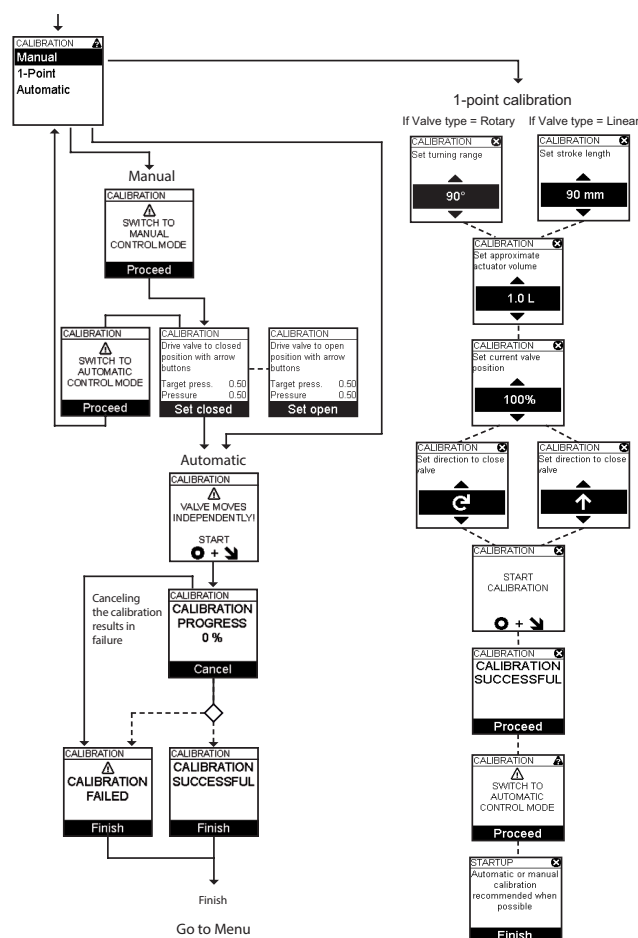 CALIBRATION
Manual
1-Point
Automatic
Manual
CALIBRATION
SWITCH TO
MANUAL
CONTROL MODE
Proceed
CALIBRATION
SWITCH TO
AUTOMATIC
CONTROL MODE
Proceed
CALIBRATION
Drive valve to closed
position with arrow
buttons
Target press. 0.50
Pressure 0.50
Set closed
CALIBRATION
Drive valve to open
position with arrow
buttons
Target press. 0.50
Pressure 0.50
Set open
Automatic
CALIBRATION
VALVE MOVES
INDEPENDENTLY!
START
+
Canceling
the calibration
results in
failure
CALIBRATION
CALIBRATION
PROGRESS
0 %
Cancel
CALIBRATION
CALIBRATION
FAILED
Finish
CALIBRATION
CALIBRATION
SUCCESSFUL
Finish
Finish
Go to Menu
1-point calibration
If Valve type = Rotary
If Valve type = Linear
CALIBRATION
Set turning range
90°
CALIBRATION
Set stroke length
90 mm
CALIBRATION
Set approximate
actuator volume
1.0 L
CALIBRATION
Set current valve
position
100%
CALIBRATION
Set direction to close
valve
CALIBRATION
Set direction to close
valve
CALIBRATION
START
CALIBRATION
+
CALIBRATION
CALIBRATION
SUCCESSFUL
Proceed
CALIBRATION
SWITCH TO
AUTOMATIC
CONTROL MODE
Proceed
STARTUP
Automatic or manual
calibration
recommended when
possible
Finish